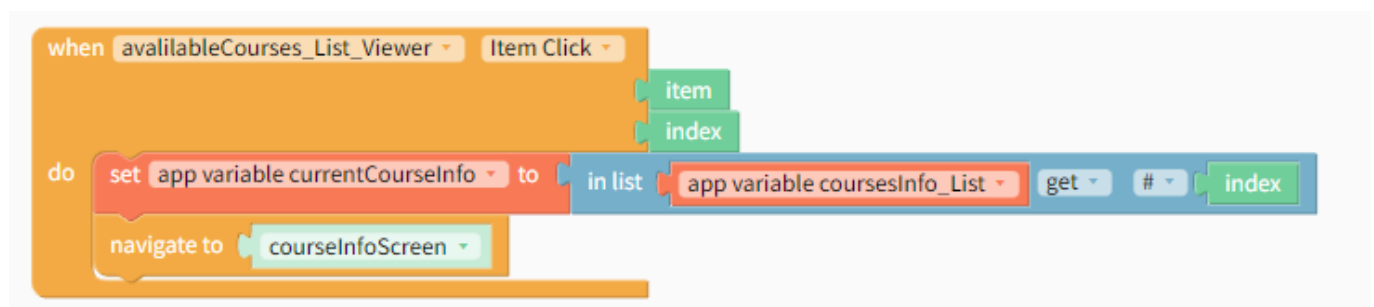 when avalilableCourses_List_Viewer Item Click
item
index
do set app variable currentCourseInfo to in list app variable coursesInfo_List get # index
navigate to courseInfoScreen